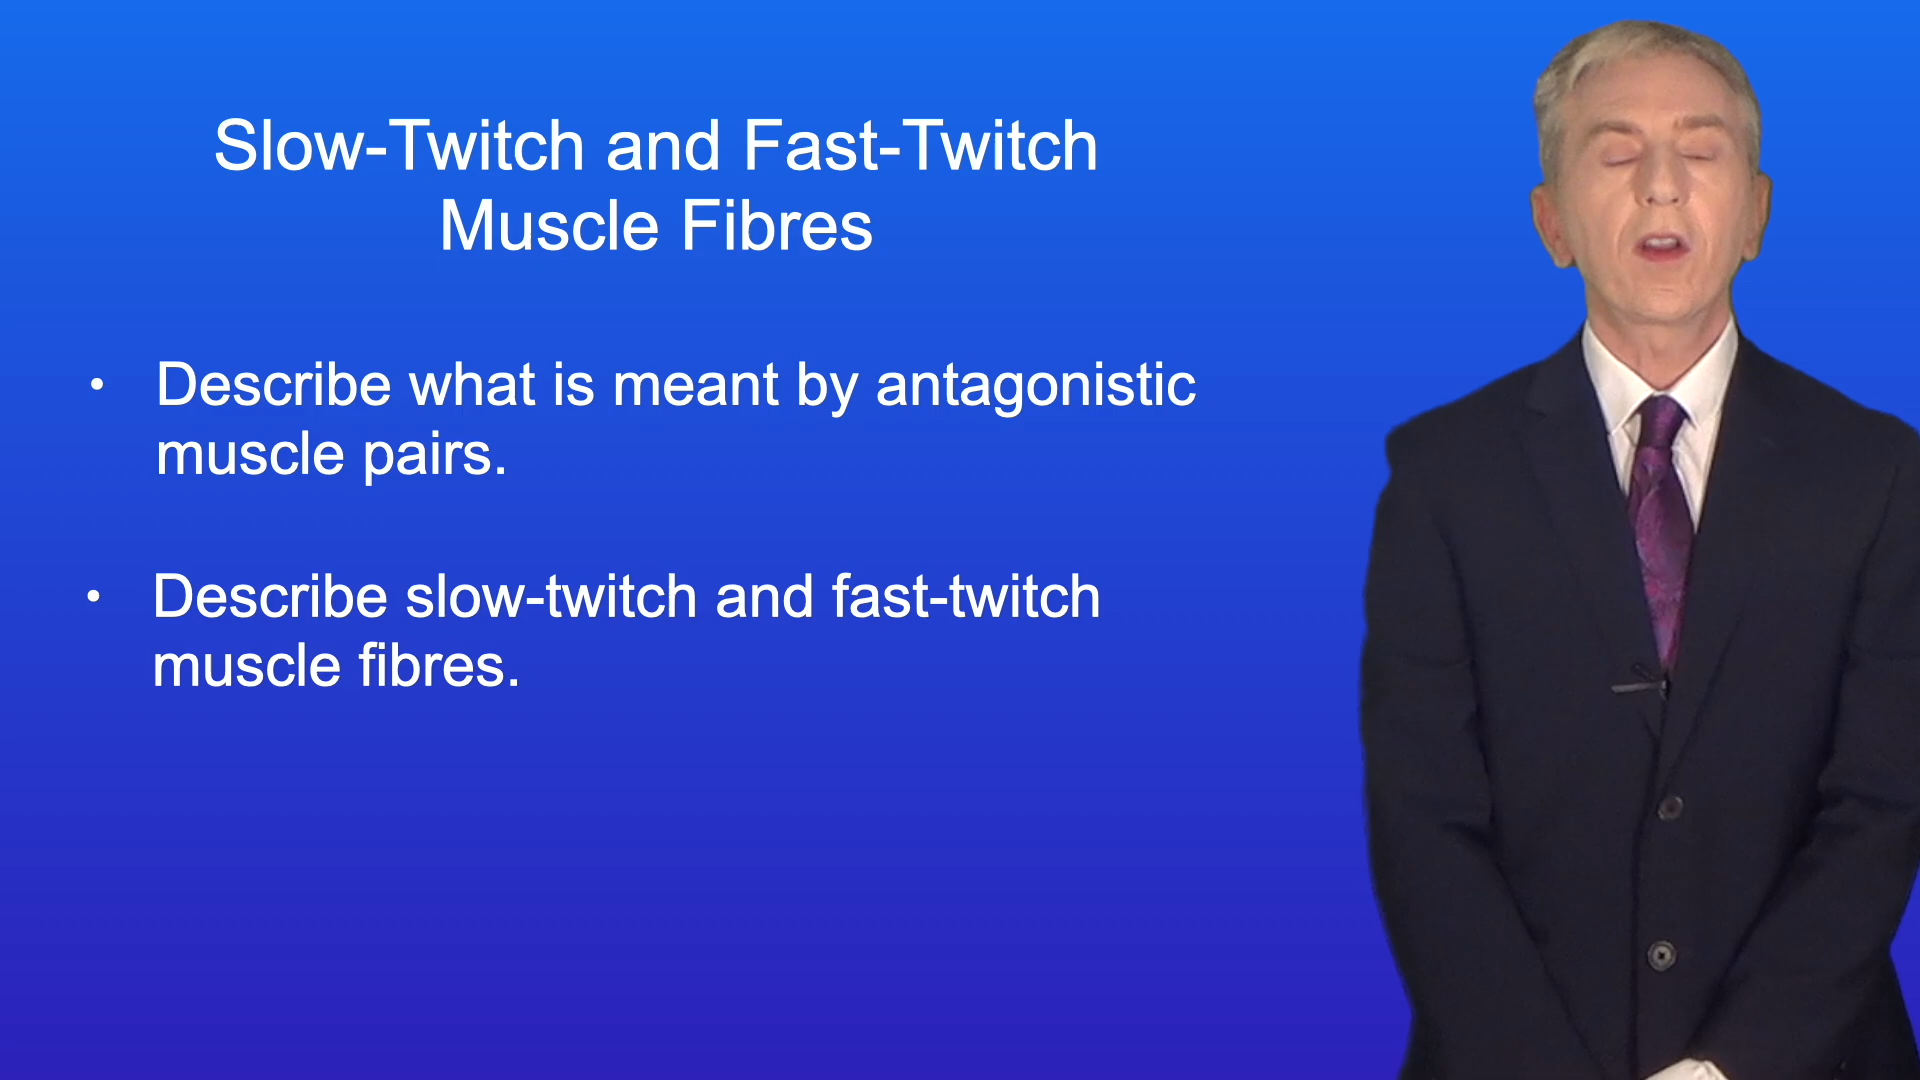 Slow-Twitch and Fast-Twitch
Muscle Fibres
• Describe what is meant by antagonistic
muscle pairs.
• Describe slow-twitch and fast-twitch
muscle fibres.